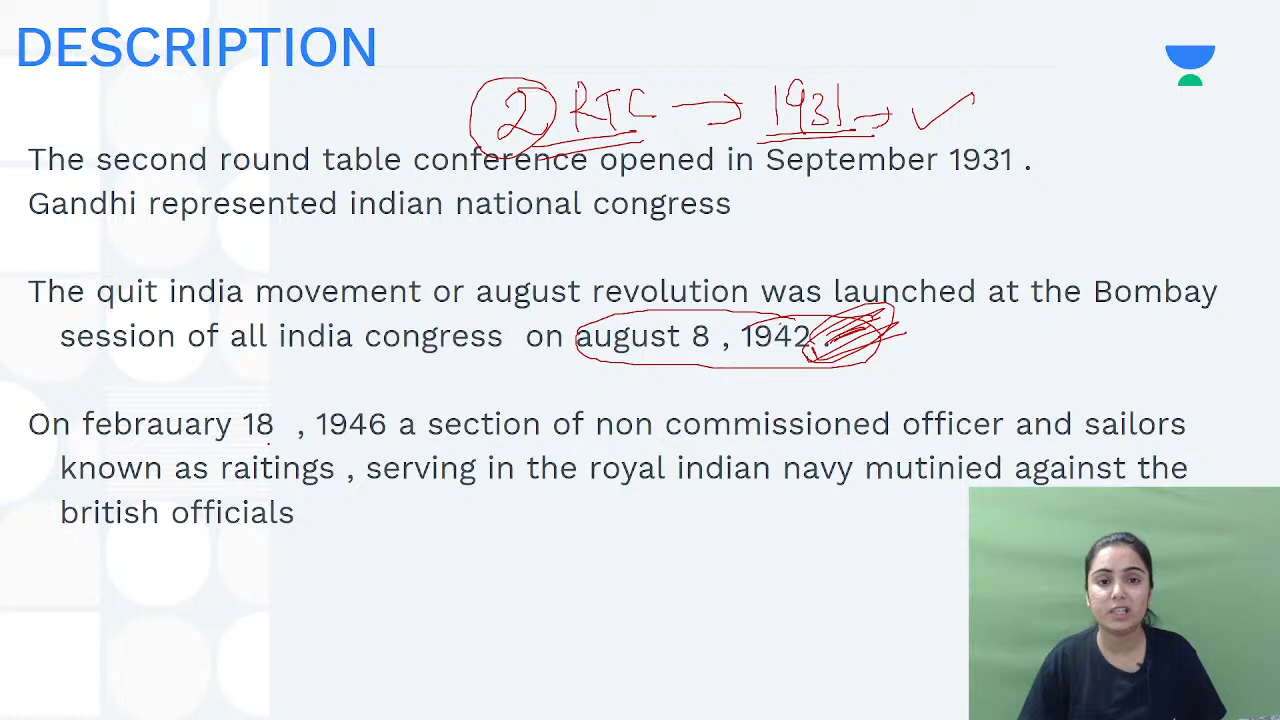 DESCRIPTION
2 RTC → 1931 → ✓
The second round table conference opened in September 1931 .
Gandhi represented indian national congress
The quit india movement or august revolution was launched at the Bombay
session of all india congress on august 8 , 1942
On febrauary 18 , 1946 a section of non commissioned officer and sailors
known as raitings , serving in the royal indian navy mutinied against the
british officials